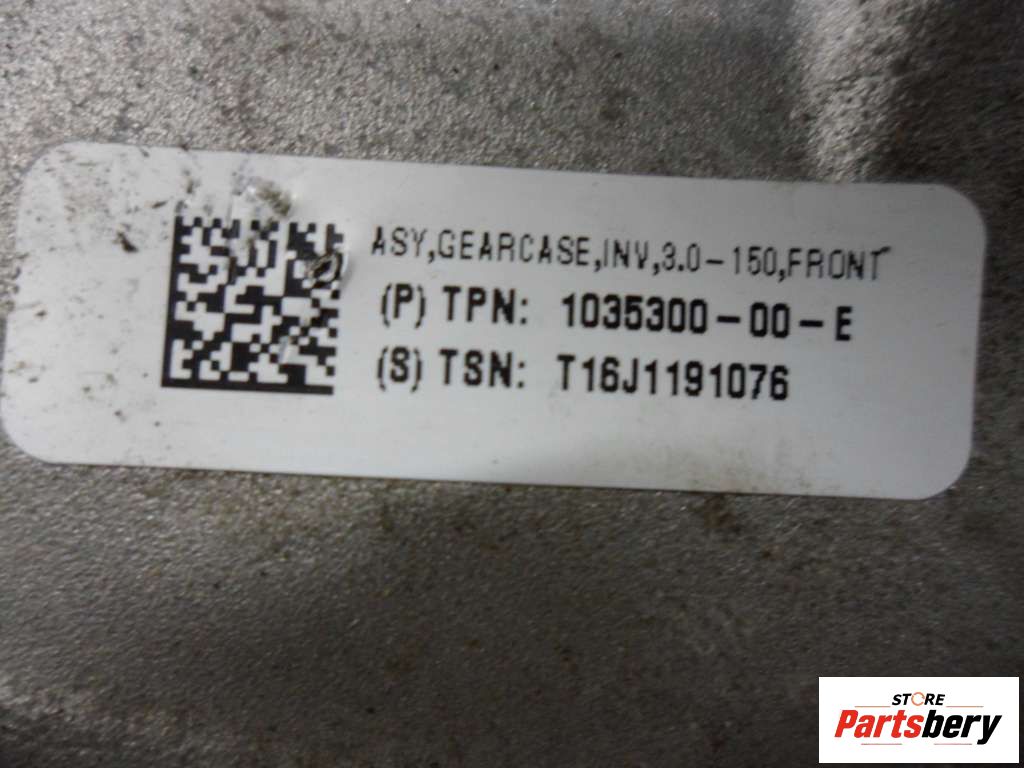 ASY,GEARCASE,INV,3.0-150,FRONT
(P) TPN: 1035300-00-E
(S) TSN: T16J1191076
STORE
Partsbery